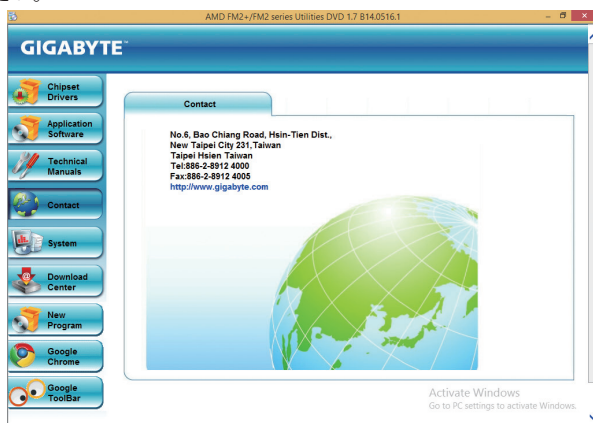 AMD FM2+/FM2 series Utilities DVD 1.7 B14.0516.1
GIGABYTE™
Chipset
Drivers
Application
Software
Technical
Manuals
Contact
System
Download
Center
New
Program
Google
Chrome
Google
ToolBar
Contact
No.6, Bao Chiang Road, Hsin-Tien Dist.,
New Taipei City 231,Taiwan
Taipei Hsien Taiwan
Tel:886-2-8912 4000
Fax:886-2-8912 4005
http://www.gigabyte.com
Activate Windows
Go to PC settings to activate Windows.